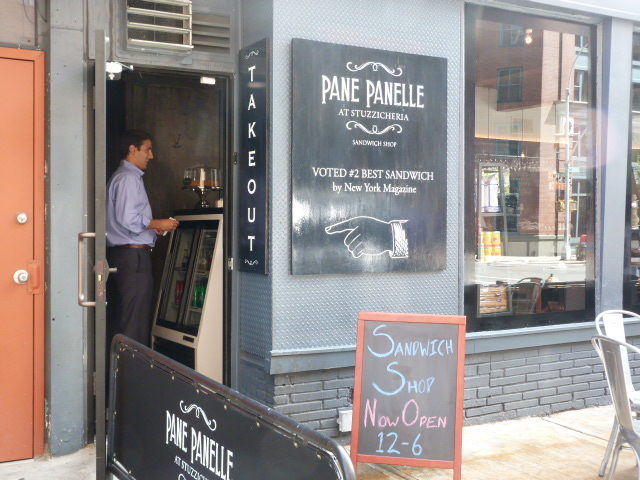 TAKEOUT
PANE PANELLE
AT STUZZICHERIA
SANDWICH SHOP
VOTED #2 BEST SANDWICH
by New York Magazine
SANDWICH
SHOP
NOW OPEN
12-6
PANE PANELLE
AT STUZZICHERIA